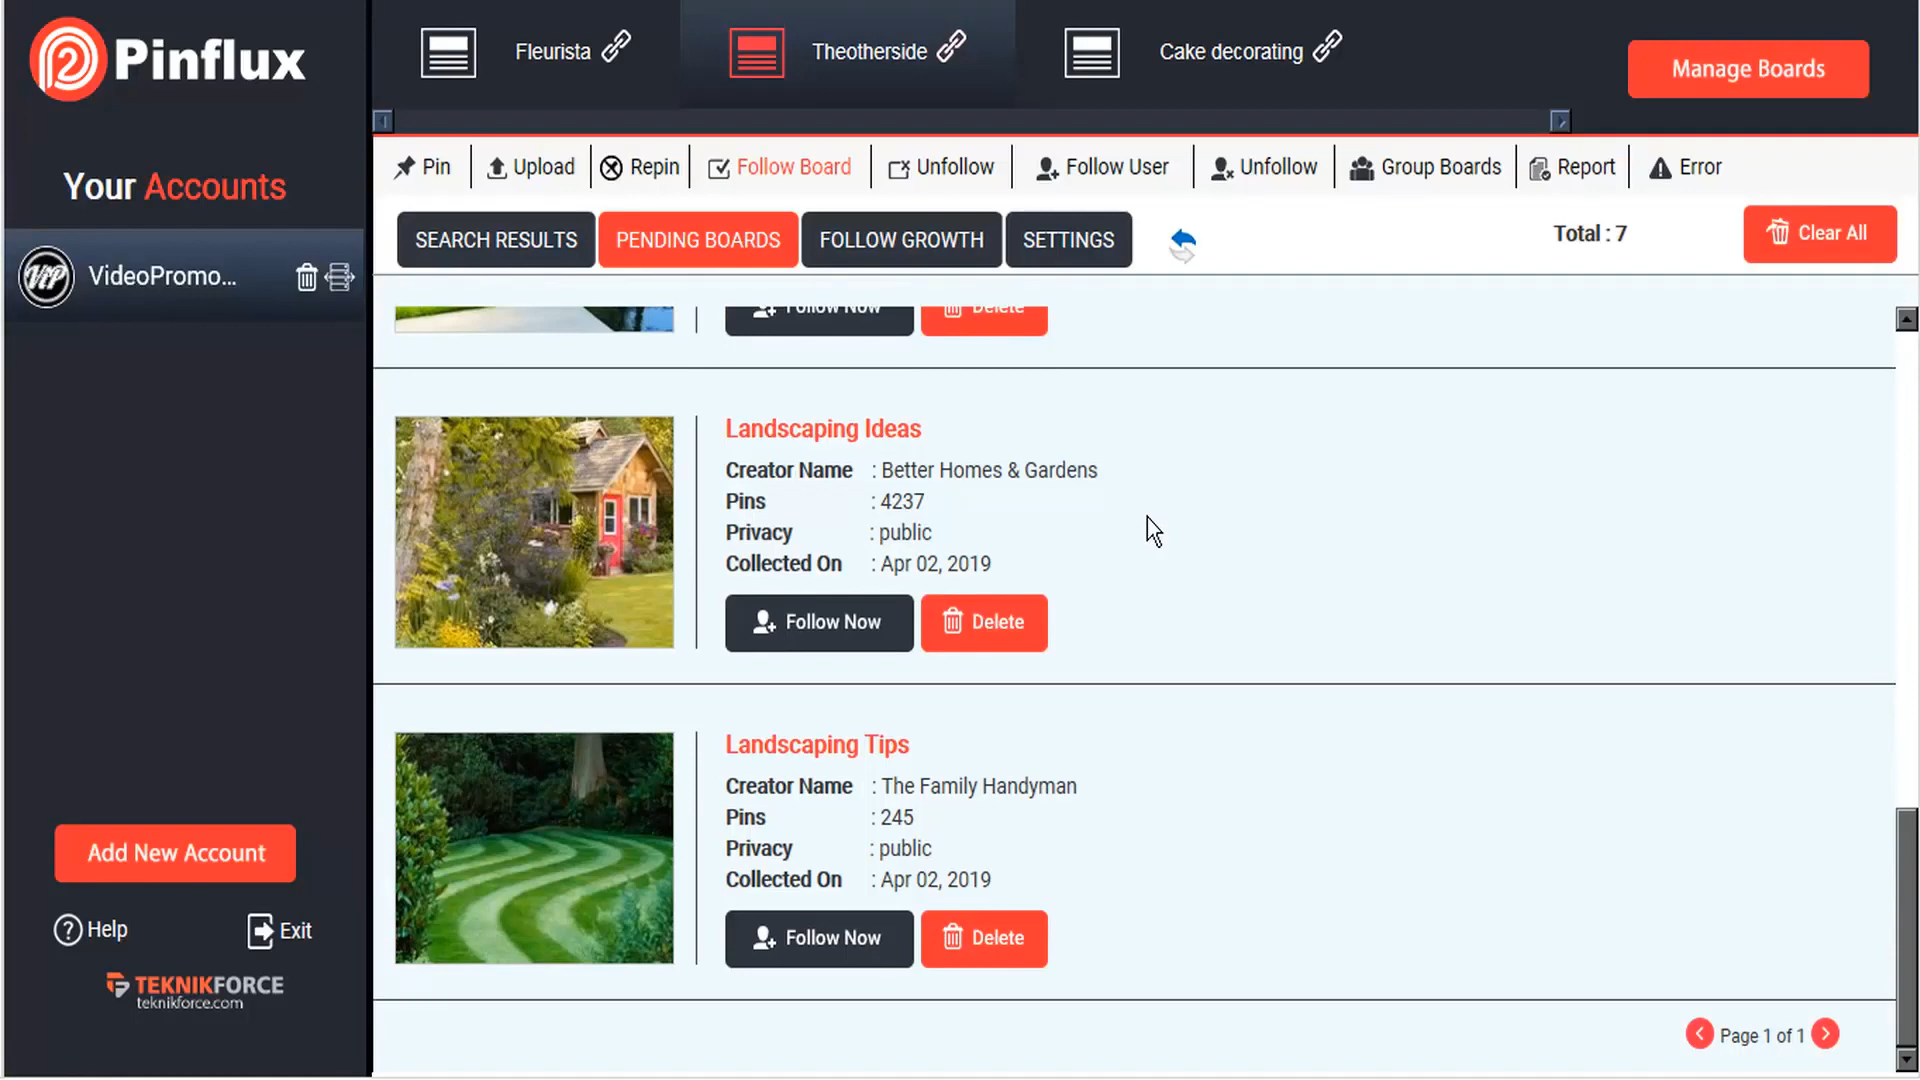 Pinflux
Fleurista
Theotherside
Cake decorating
Manage Boards
Your Accounts
Pin
Upload
Repin
Follow Board
Unfollow
Follow User
Unfollow
Group Boards
Report
Error
SEARCH RESULTS
PENDING BOARDS
FOLLOW GROWTH
SETTINGS
Total : 7
Clear All
VIP
VideoPromo...
Follow Now
Delete
Landscaping Ideas
Creator Name : Better Homes & Gardens
Pins : 4237
Privacy : public
Collected On : Apr 02, 2019
Follow Now
Delete
Landscaping Tips
Creator Name : The Family Handyman
Pins : 245
Privacy : public
Collected On : Apr 02, 2019
Follow Now
Delete
Add New Account
Help
Exit
TEKNIKFORCE
teknikforce.com
Page 1 of 1